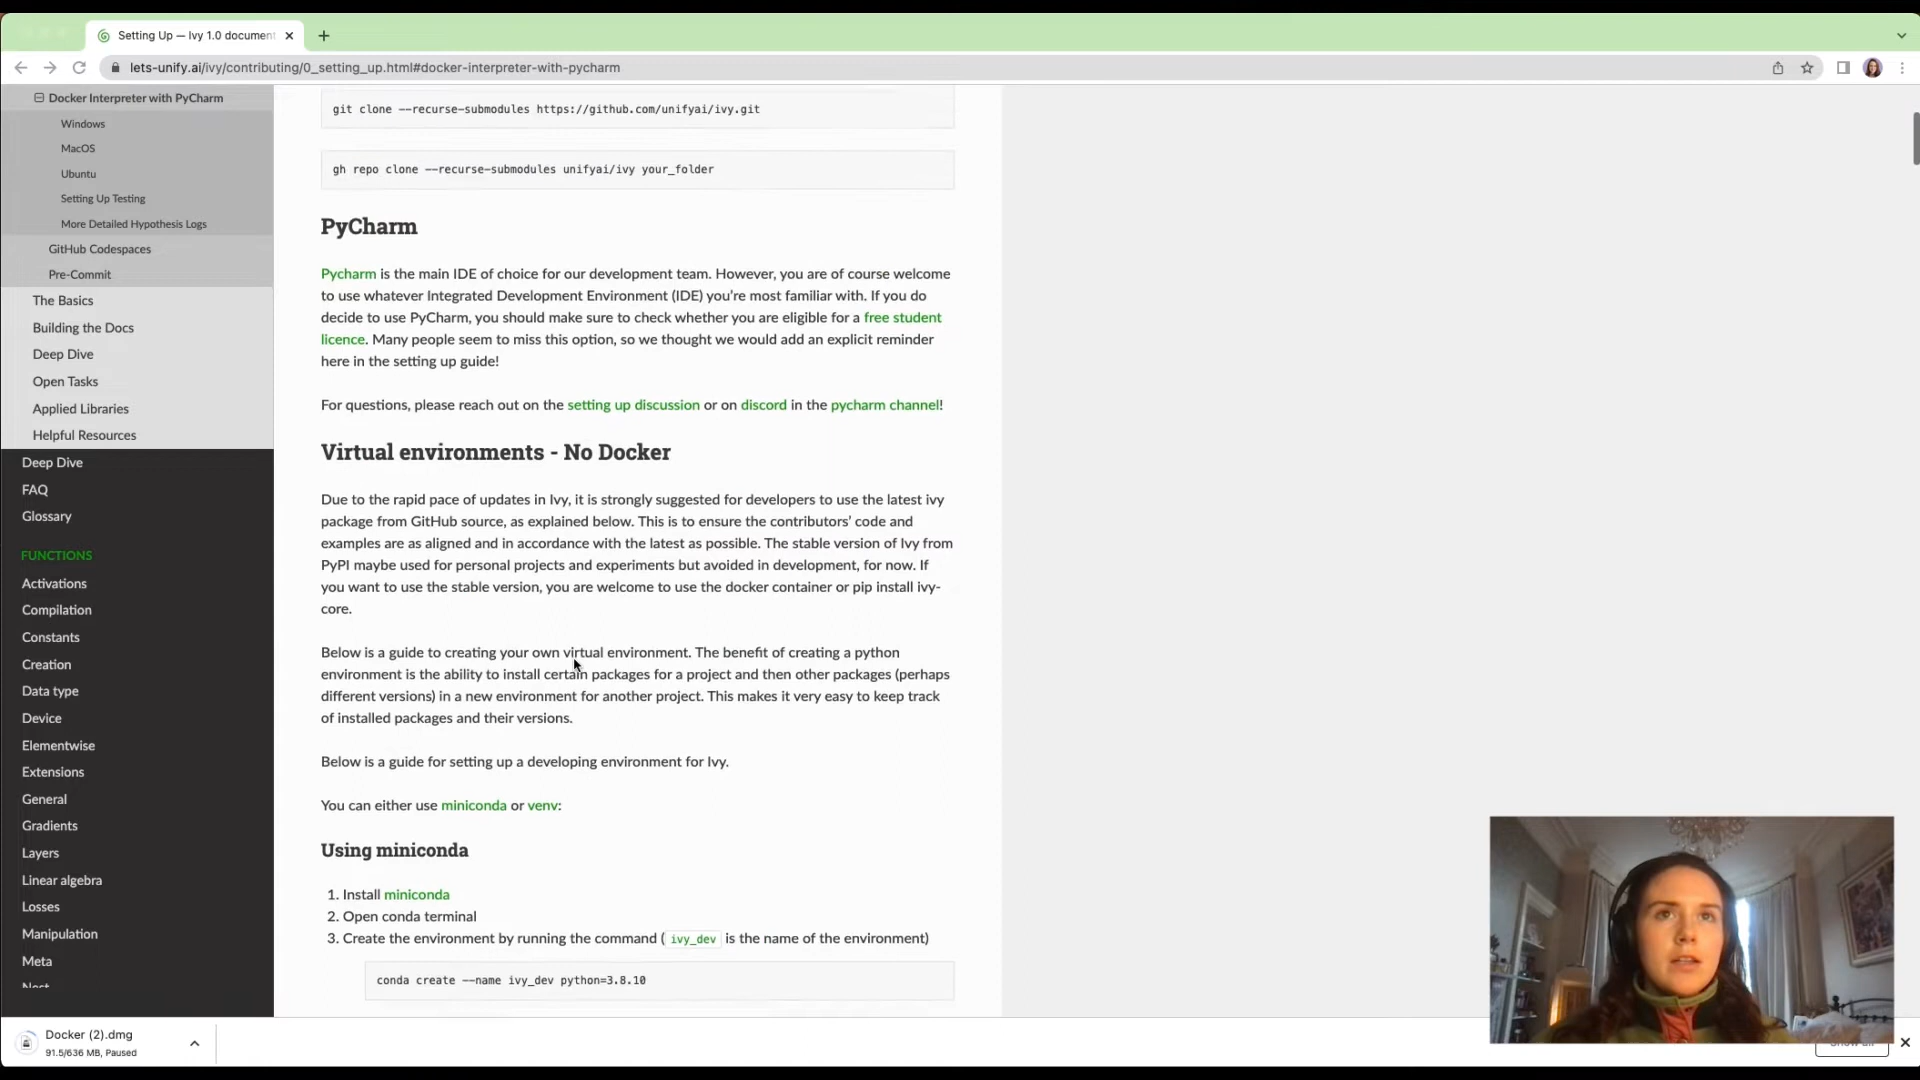 Setting Up — Ivy 1.0 document
lets-unify.ai/ivy/contributing/0_setting_up.html#docker-interpreter-with-pycharm
Docker Interpreter with PyCharm
Windows
MacOS
Ubuntu
Setting Up Testing
More Detailed Hypothesis Logs
GitHub Codespaces
Pre-Commit
The Basics
Building the Docs
Deep Dive
Open Tasks
Applied Libraries
Helpful Resources
Deep Dive
FAQ
Glossary
FUNCTIONS
Activations
Compilation
Constants
Creation
Data type
Device
Elementwise
Extensions
General
Gradients
Layers
Linear algebra
Losses
Manipulation
Meta
Nest
git clone --recurse-submodules https://github.com/unifyai/ivy.git
gh repo clone --recurse-submodules unifyai/ivy your_folder
PyCharm
Pycharm is the main IDE of choice for our development team. However, you are of course welcome
to use whatever Integrated Development Environment (IDE) you're most familiar with. If you do
decide to use PyCharm, you should make sure to check whether you are eligible for a free student
licence. Many people seem to miss this option, so we thought we would add an explicit reminder
here in the setting up guide!
For questions, please reach out on the setting up discussion or on discord in the pycharm channel!
Virtual environments - No Docker
Due to the rapid pace of updates in Ivy, it is strongly suggested for developers to use the latest ivy
package from GitHub source, as explained below. This is to ensure the contributors' code and
examples are as aligned and in accordance with the latest as possible. The stable version of Ivy from
PyPI maybe used for personal projects and experiments but avoided in development, for now. If
you want to use the stable version, you are welcome to use the docker container or pip install ivy-
core.
Below is a guide to creating your own virtual environment. The benefit of creating a python
environment is the ability to install certain packages for a project and then other packages (perhaps
different versions) in a new environment for another project. This makes it very easy to keep track
of installed packages and their versions.
Below is a guide for setting up a developing environment for Ivy.
You can either use miniconda or venv:
Using miniconda
1. Install miniconda
2. Open conda terminal
3. Create the environment by running the command ( ivy_dev is the name of the environment)
conda create --name ivy_dev python=3.8.10
Docker (2).dmg
91.5/636 MB, Paused